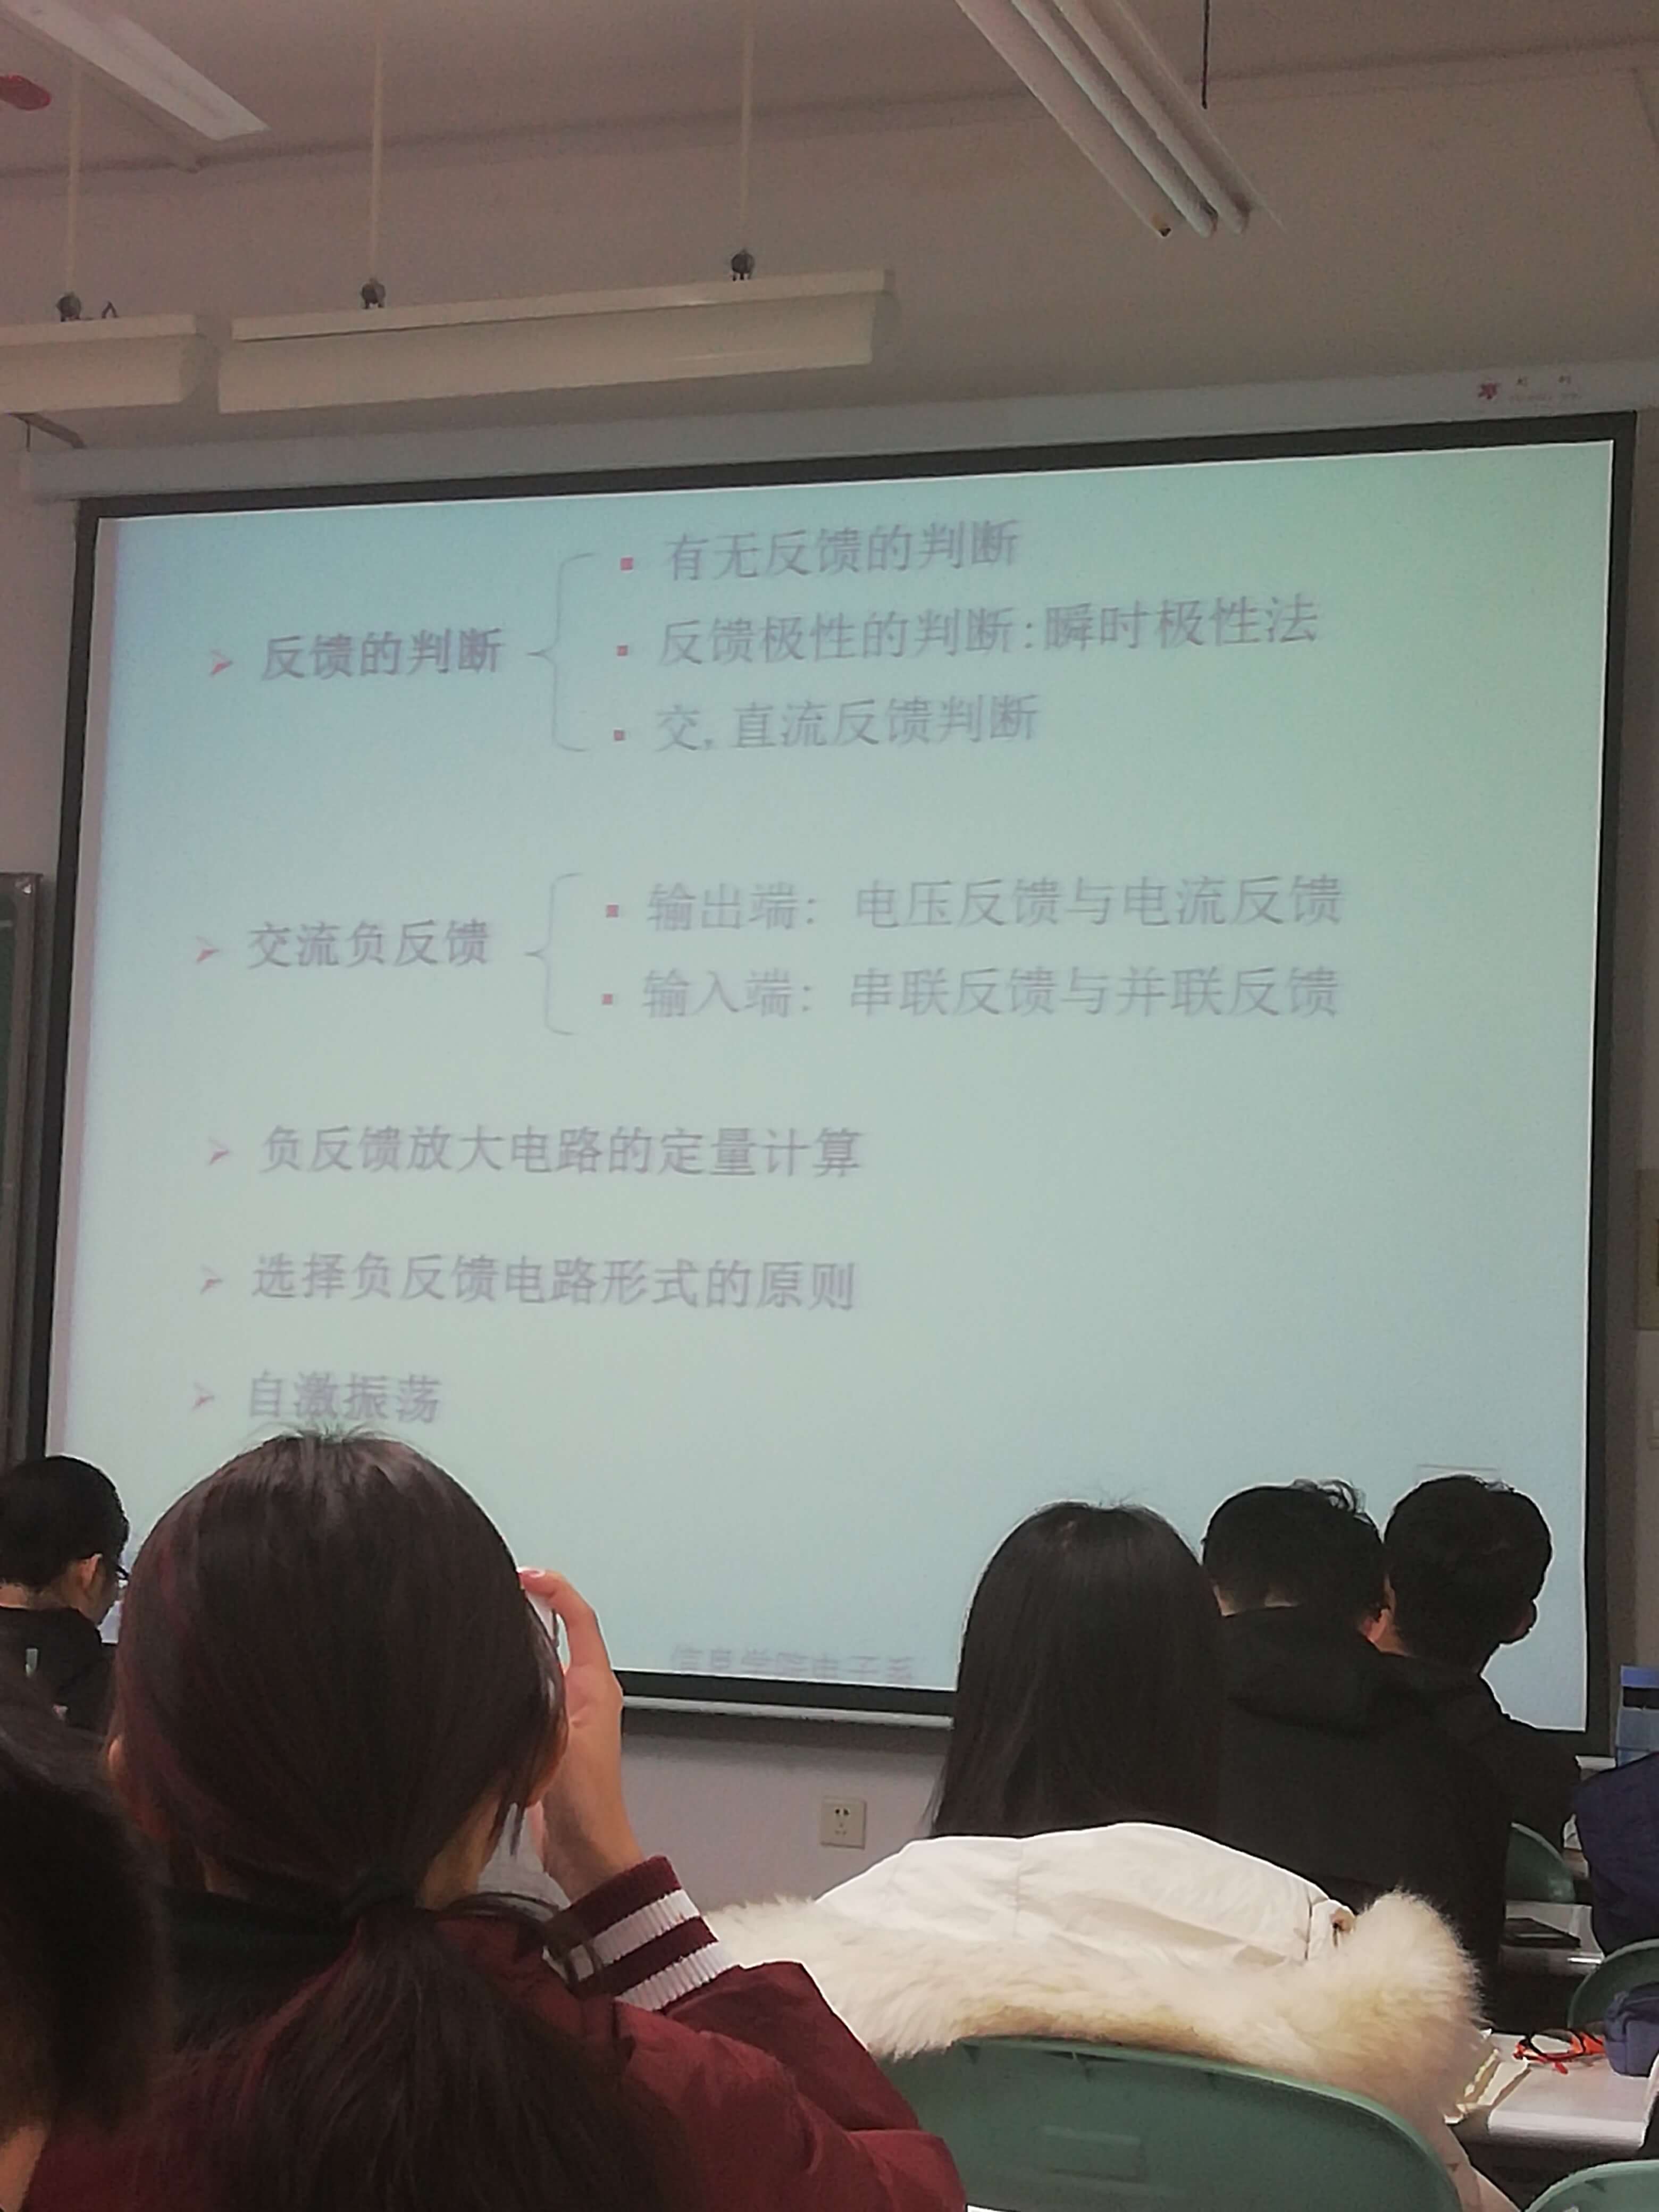 反馈的判断
有无反馈的判断
反馈极性的判断:瞬时极性法
交,直流反馈判断
交流负反馈
输出端: 电压反馈与电流反馈
输入端: 串联反馈与并联反馈
负反馈放大电路的定量计算
选择负反馈电路形式的原则
自激振荡
信息学院电子系